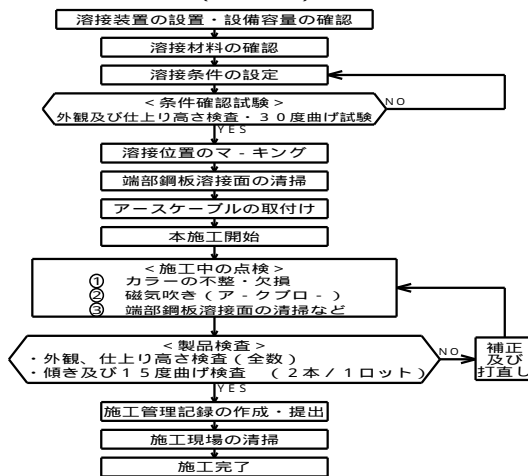 溶接装置の設置・設備容量の確認
溶接材料の確認
溶接条件の設定
＜条件確認試験＞
外観及び仕上り高さ検査・３０度曲げ試験
NO
YES
溶接位置のマ－キング
端部鋼板溶接面の清掃
アースケーブルの取付け
本施工開始
＜施工中の点検＞
① カラーの不整・欠損
② 磁気吹き（ア－クブロ－）
③ 端部鋼板溶接面の清掃など
＜製品検査＞
・外観、仕上り高さ検査（全数）
・傾き及び１５度曲げ検査 （２本/１ロット）
NO
補正
及び
打直し
YES
施工管理記録の作成・提出
施工現場の清掃
施工完了